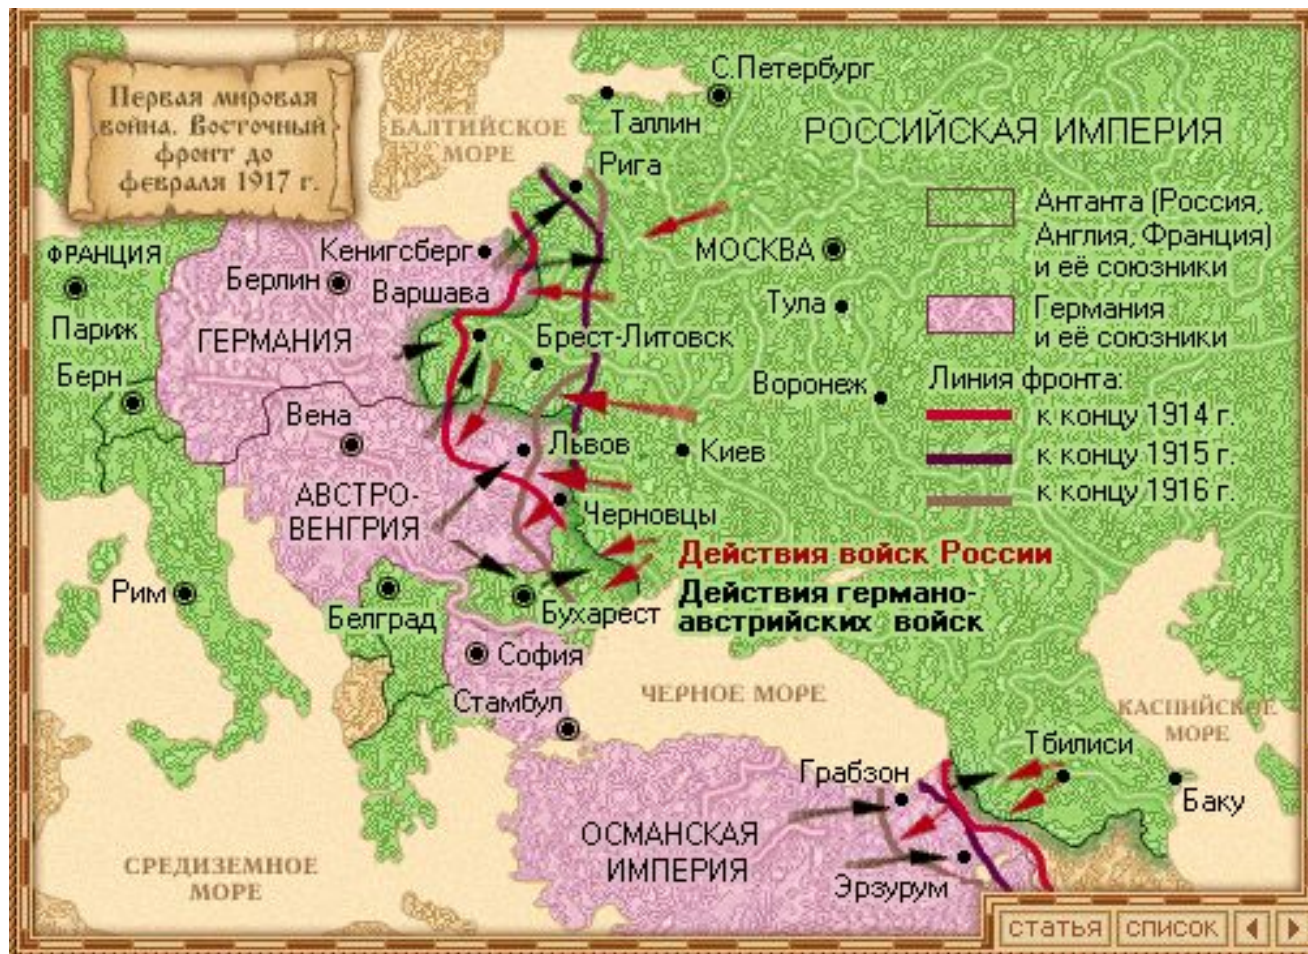 Первая мировая
война. Восточный
фронт до
февраля 1917 г.
С.Петербург
Таллин
БАЛТИЙСКОЕ
МОРЕ
РОССИЙСКАЯ ИМПЕРИЯ
Рига
Антанта (Россия,
Англия, Франция)
и её союзники
ФРАНЦИЯ
Кенигсберг
МОСКВА
Берлин
Варшава
Париж
ГЕРМАНИЯ
Брест-Литовск
Тула
Германия
и её союзники
Берн
Воронеж
Линия фронта:
к концу 1914 г.
к концу 1915 г.
к концу 1916 г.
Вена
Львов
Киев
АВСТРО-
ВЕНГРИЯ
Черновцы
Действия войск России
Действия германо-
австрийских войск
Рим
Белград
Бухарест
София
Стамбул
ЧЕРНОЕ МОРЕ
КАСПИЙСКОЕ
МОРЕ
Тбилиси
Грабзон
Баку
ОСМАНСКАЯ
ИМПЕРИЯ
Эрзурум
СРЕДИЗЕМНОЕ
МОРЕ
статья список